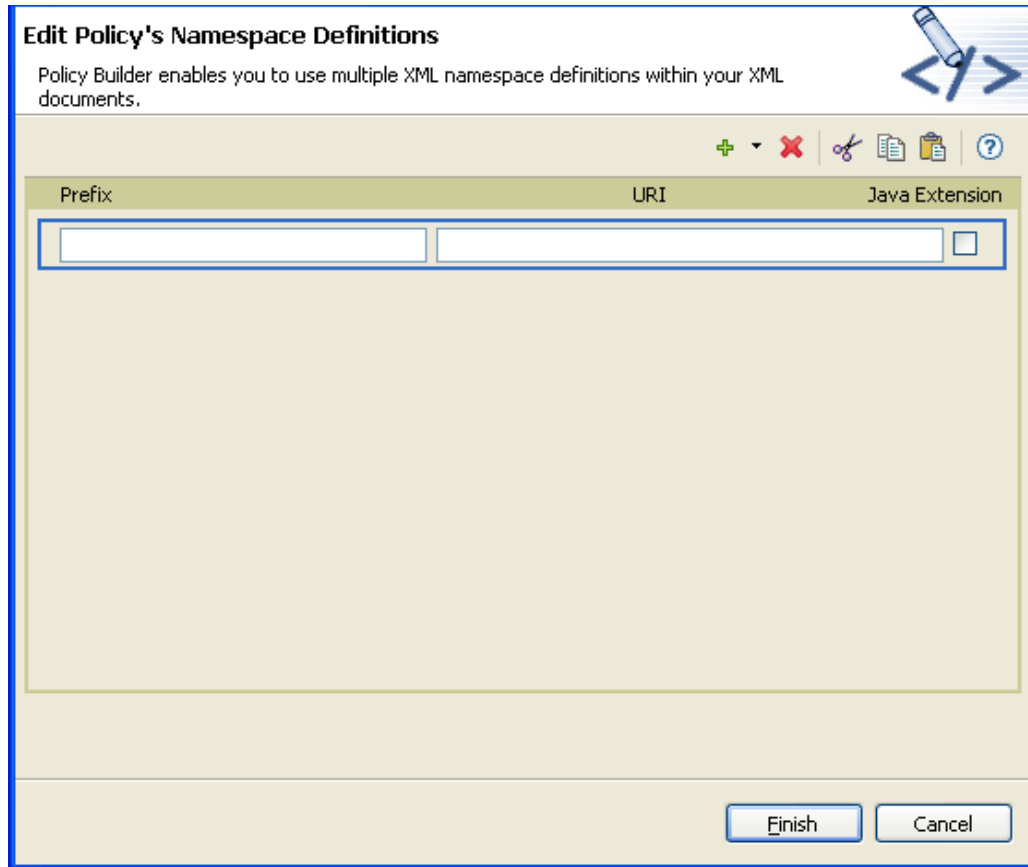 Edit Policy's Namespace Definitions
Policy Builder enables you to use multiple XML namespace definitions within your XML
documents.
Prefix URI Java Extension
Finish Cancel